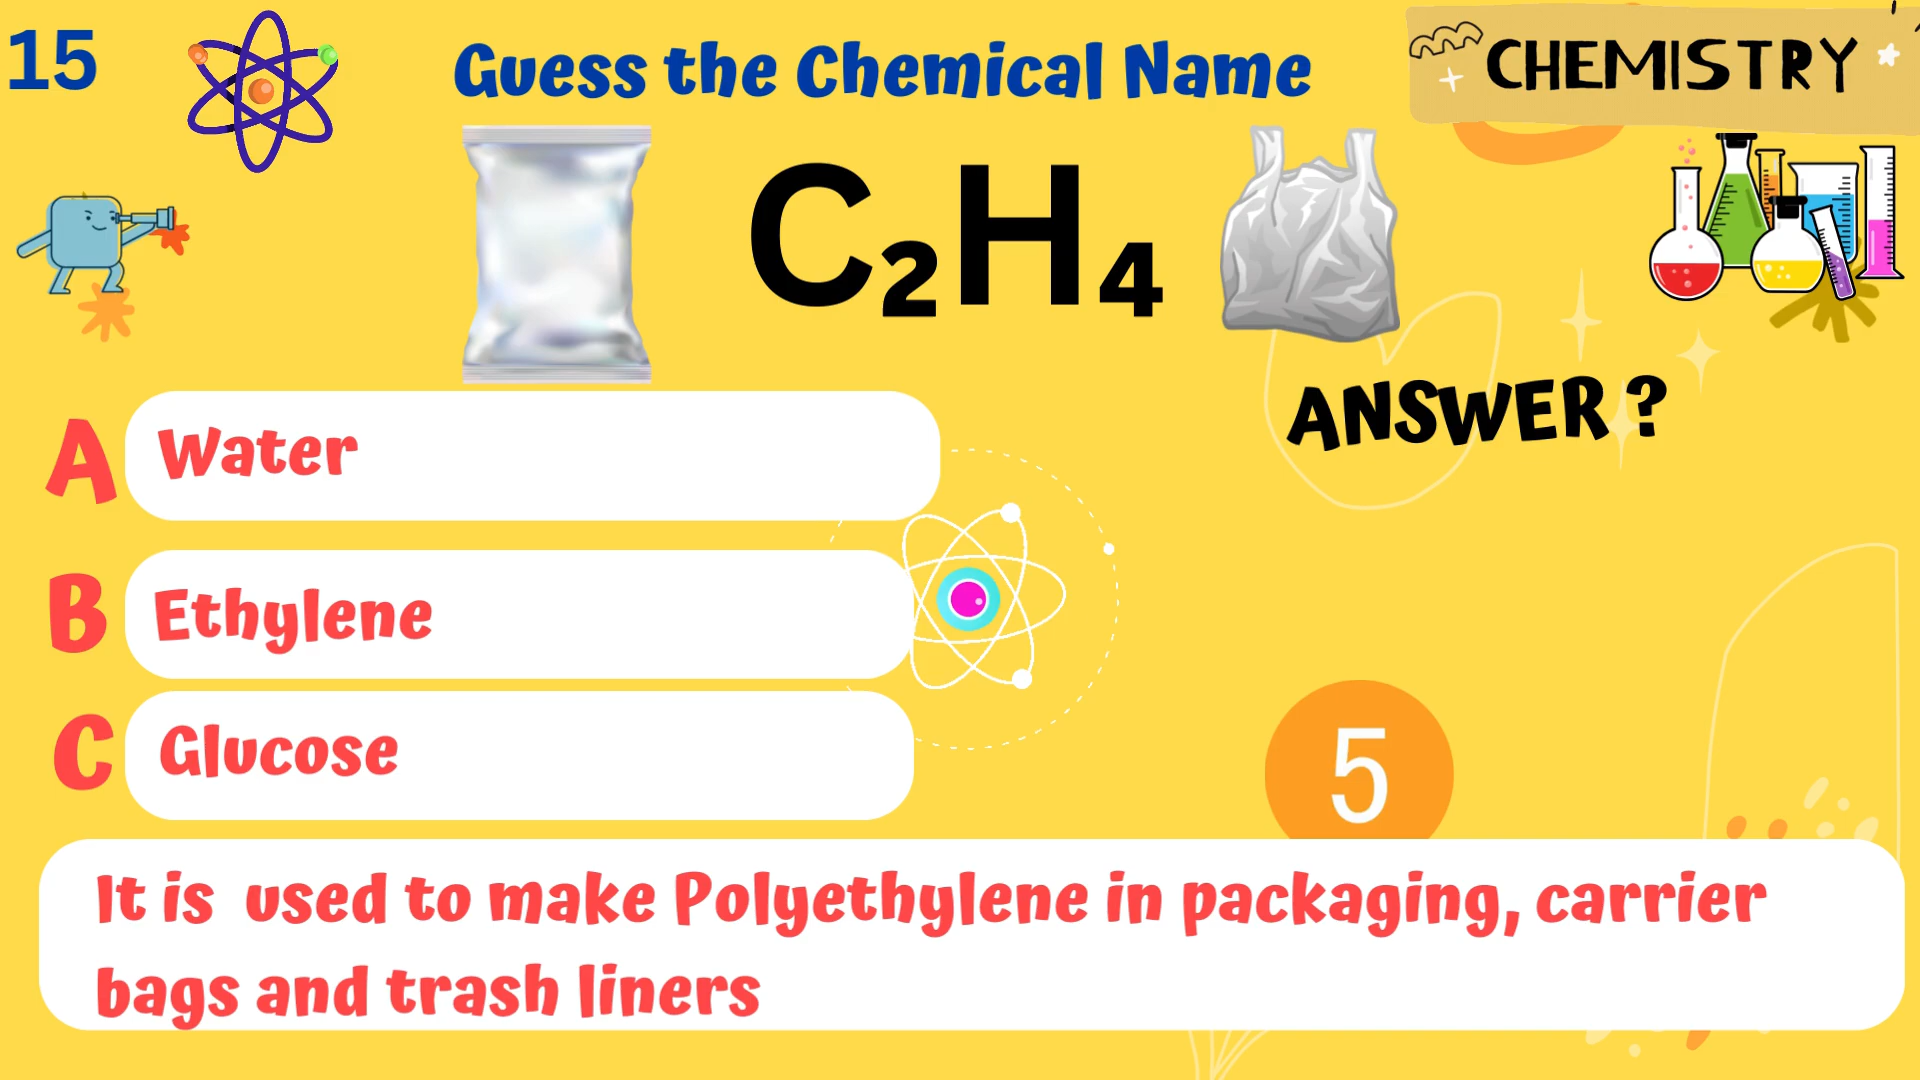 15
Guess the Chemical Name
CHEMISTRY
C₂H₄
ANSWER ?
A Water
B Ethylene
C Glucose
5
It is used to make Polyethylene in packaging, carrier
bags and trash liners